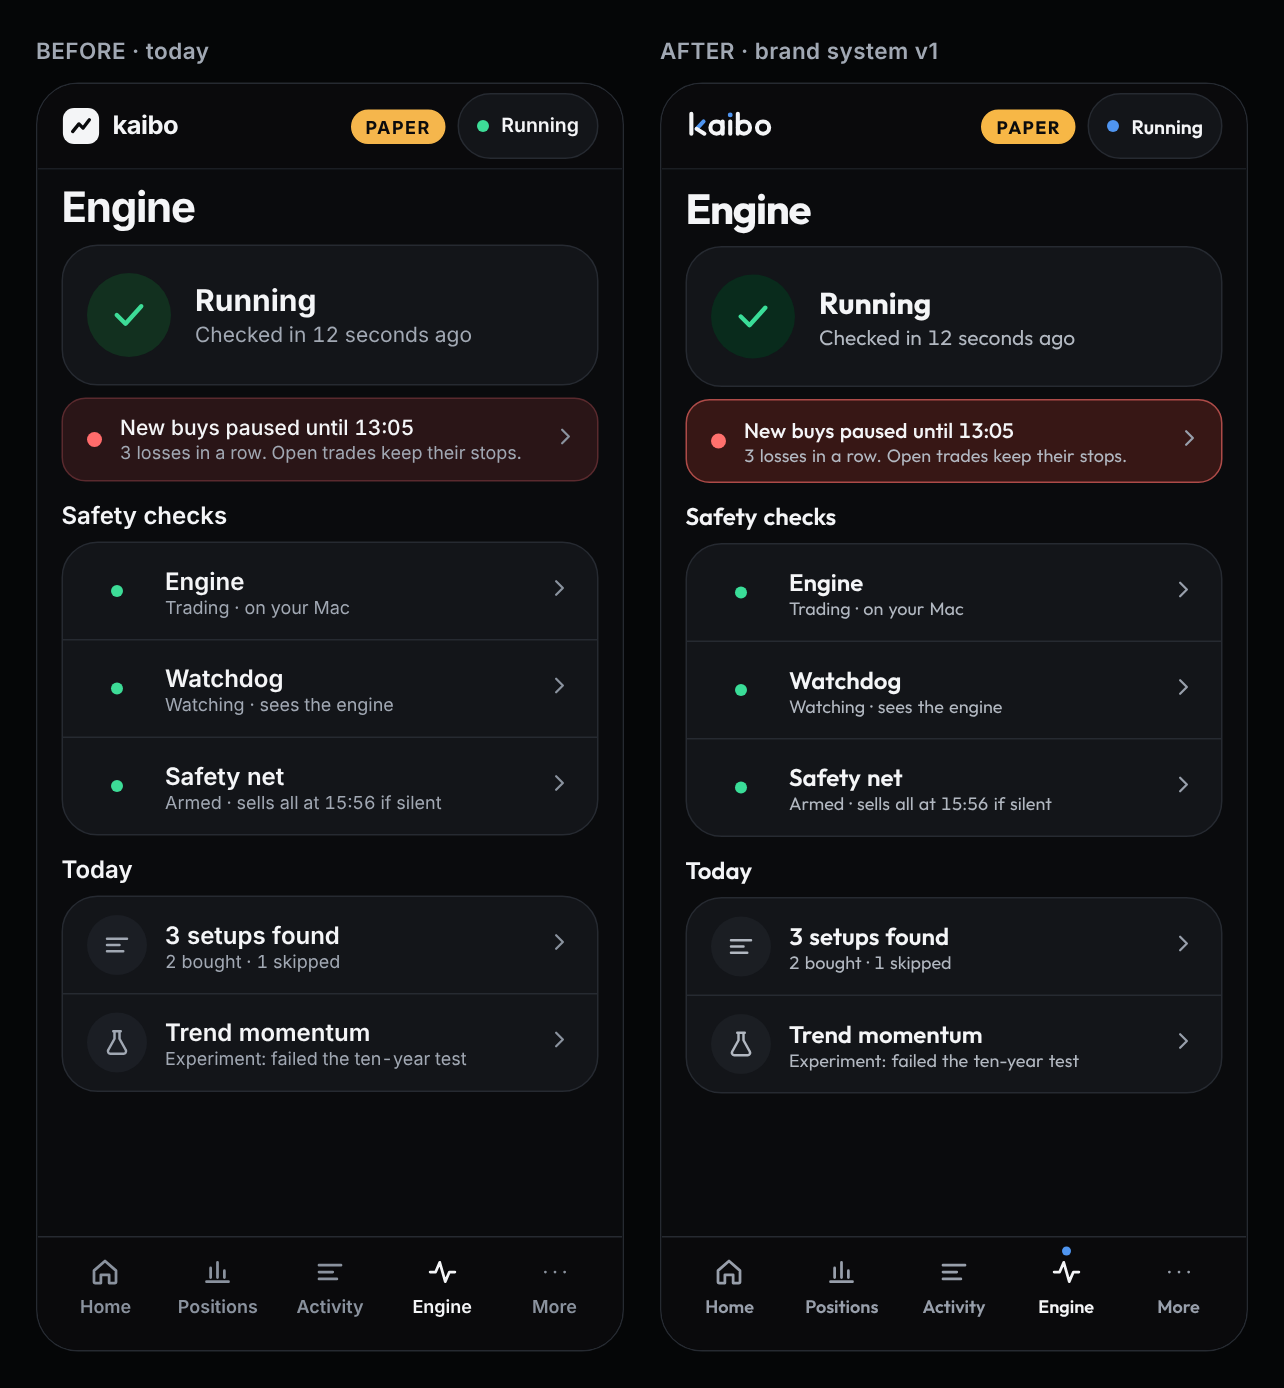 BEFORE · today
kaibo
PAPER
Running
Engine
Running
Checked in 12 seconds ago
New buys paused until 13:05
3 losses in a row. Open trades keep their stops.
Safety checks
Engine
Trading · on your Mac
Watchdog
Watching · sees the engine
Safety net
Armed · sells all at 15:56 if silent
Today
3 setups found
2 bought · 1 skipped
Trend momentum
Experiment: failed the ten-year test
Home
Positions
Activity
Engine
More
AFTER · brand system v1
kaibo
PAPER
Running
Engine
Running
Checked in 12 seconds ago
New buys paused until 13:05
3 losses in a row. Open trades keep their stops.
Safety checks
Engine
Trading · on your Mac
Watchdog
Watching · sees the engine
Safety net
Armed · sells all at 15:56 if silent
Today
3 setups found
2 bought · 1 skipped
Trend momentum
Experiment: failed the ten-year test
Home
Positions
Activity
Engine
More